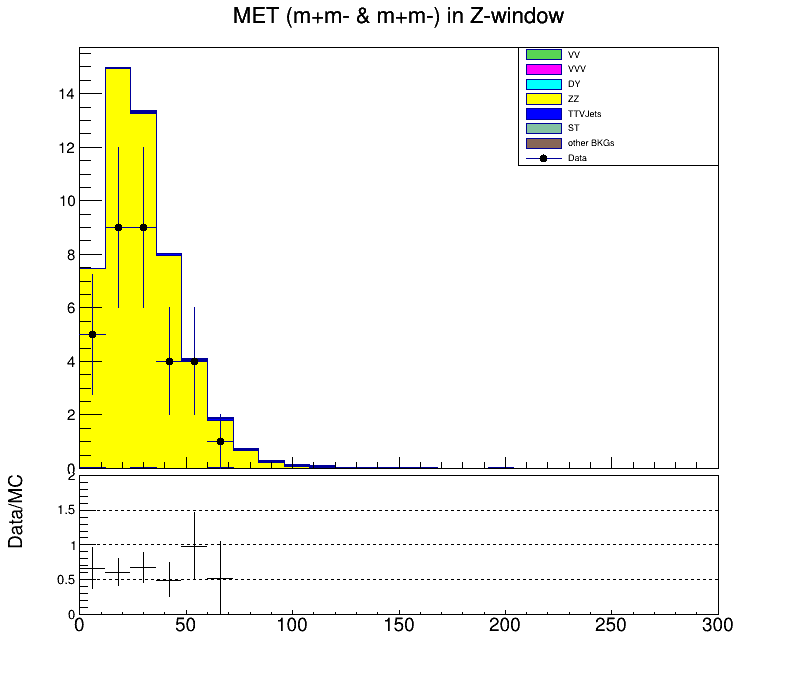 MET (m+m- & m+m-) in Z-window
VV
VVV
DY
ZZ
TTVJets
ST
other BKGs
Data
14
12
10
8
6
4
2
0
Data/MC
2
1.5
1
0.5
0
0 50 100 150 200 250 300